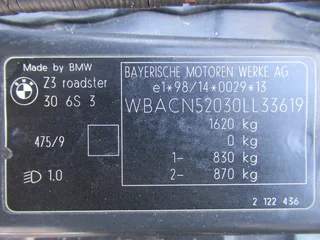 Made by BMW
Z3 roadster
30 6S 3
475/9
1.0
BAYERISCHE MOTOREN WERKE AG
e1*98/14*0029*13
WBACN52030LL33619
1620 kg
0 kg
1- 830 kg
2- 870 kg
2 122 436